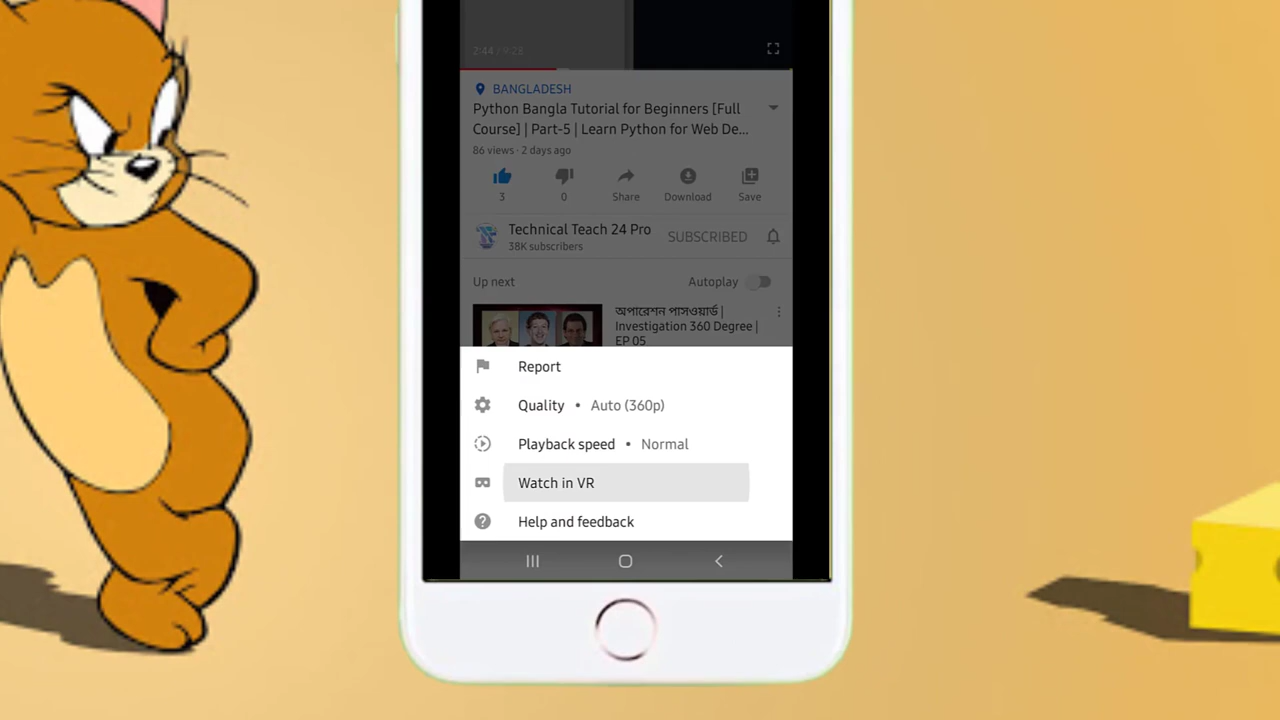 2:44 / 9:28
BANGLADESH
Python Bangla Tutorial for Beginners [Full
Course] | Part-5 | Learn Python for Web De...
86 views · 2 days ago
3
0
Share
Download
Save
Technical Teach 24 Pro
SUBSCRIBED
38K subscribers
Up next
Autoplay
অপারেশন পাসওয়ার্ড |
Investigation 360 Degree |
EP 05
Report
Quality • Auto (360p)
Playback speed • Normal
Watch in VR
Help and feedback